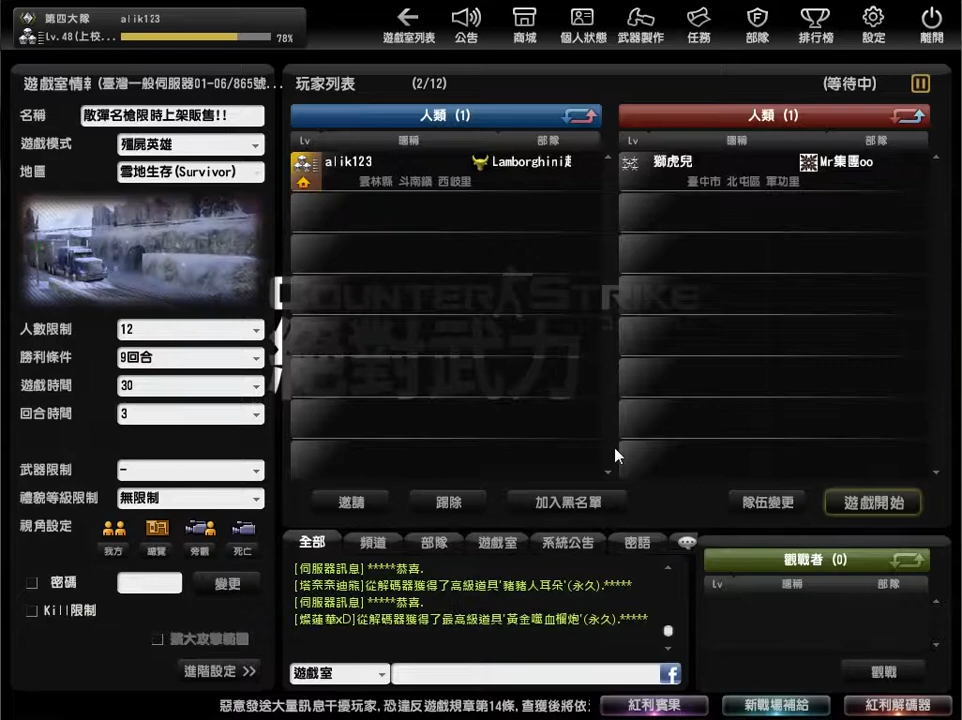 第四大隊 alik123
Lv.48(上校... 78%
遊戲室列表 公告 商城 個人狀態 武器製作 任務 部隊 排行榜 設定 離開
遊戲室情報(臺灣一般伺服器01-06/865號...
名稱 散彈名槍限時上架販售!!
遊戲模式 殭屍英雄
地圖 雪地生存(Survivor)
人數限制 12
勝利條件 9回合
遊戲時間 30
回合時間 3
武器限制 -
禮貌等級限制 無限制
視角設定
我方 總覽 旁觀 死亡
密碼 變更
Kill限制
擴大攻擊範圍
進階設定 >>
玩家列表 (2/12) (等待中)
人類 (1) 人類 (1)
Lv 暱稱 部隊 Lv 暱稱 部隊
alik123 Lamborghini
雲林縣 斗南鎮 西岐里
獅虎兒 Mr集團oo
臺中市 北屯區 軍功里
COUNTER STRIKE
絕對武力
邀請 踢除 加入黑名單 隊伍變更 遊戲開始
全部 頻道 部隊 遊戲室 系統公告 密語
[伺服器訊息] *****恭喜.
[塔奈奈迪熊]從解碼器獲得了高級道具'豬豬人耳朵'(永久).*****
[伺服器訊息] *****恭喜.
[燦蓮華xD]從解碼器獲得了最高級道具'黃金噬血欄炮'(永久).*****
遊戲室
觀戰者 (0)
Lv 暱稱 部隊
觀戰
惡意發送大量訊息干擾玩家, 恐違反遊戲規章第14條, 查獲後將依
紅利賓果 新戰場補給 紅利解碼器